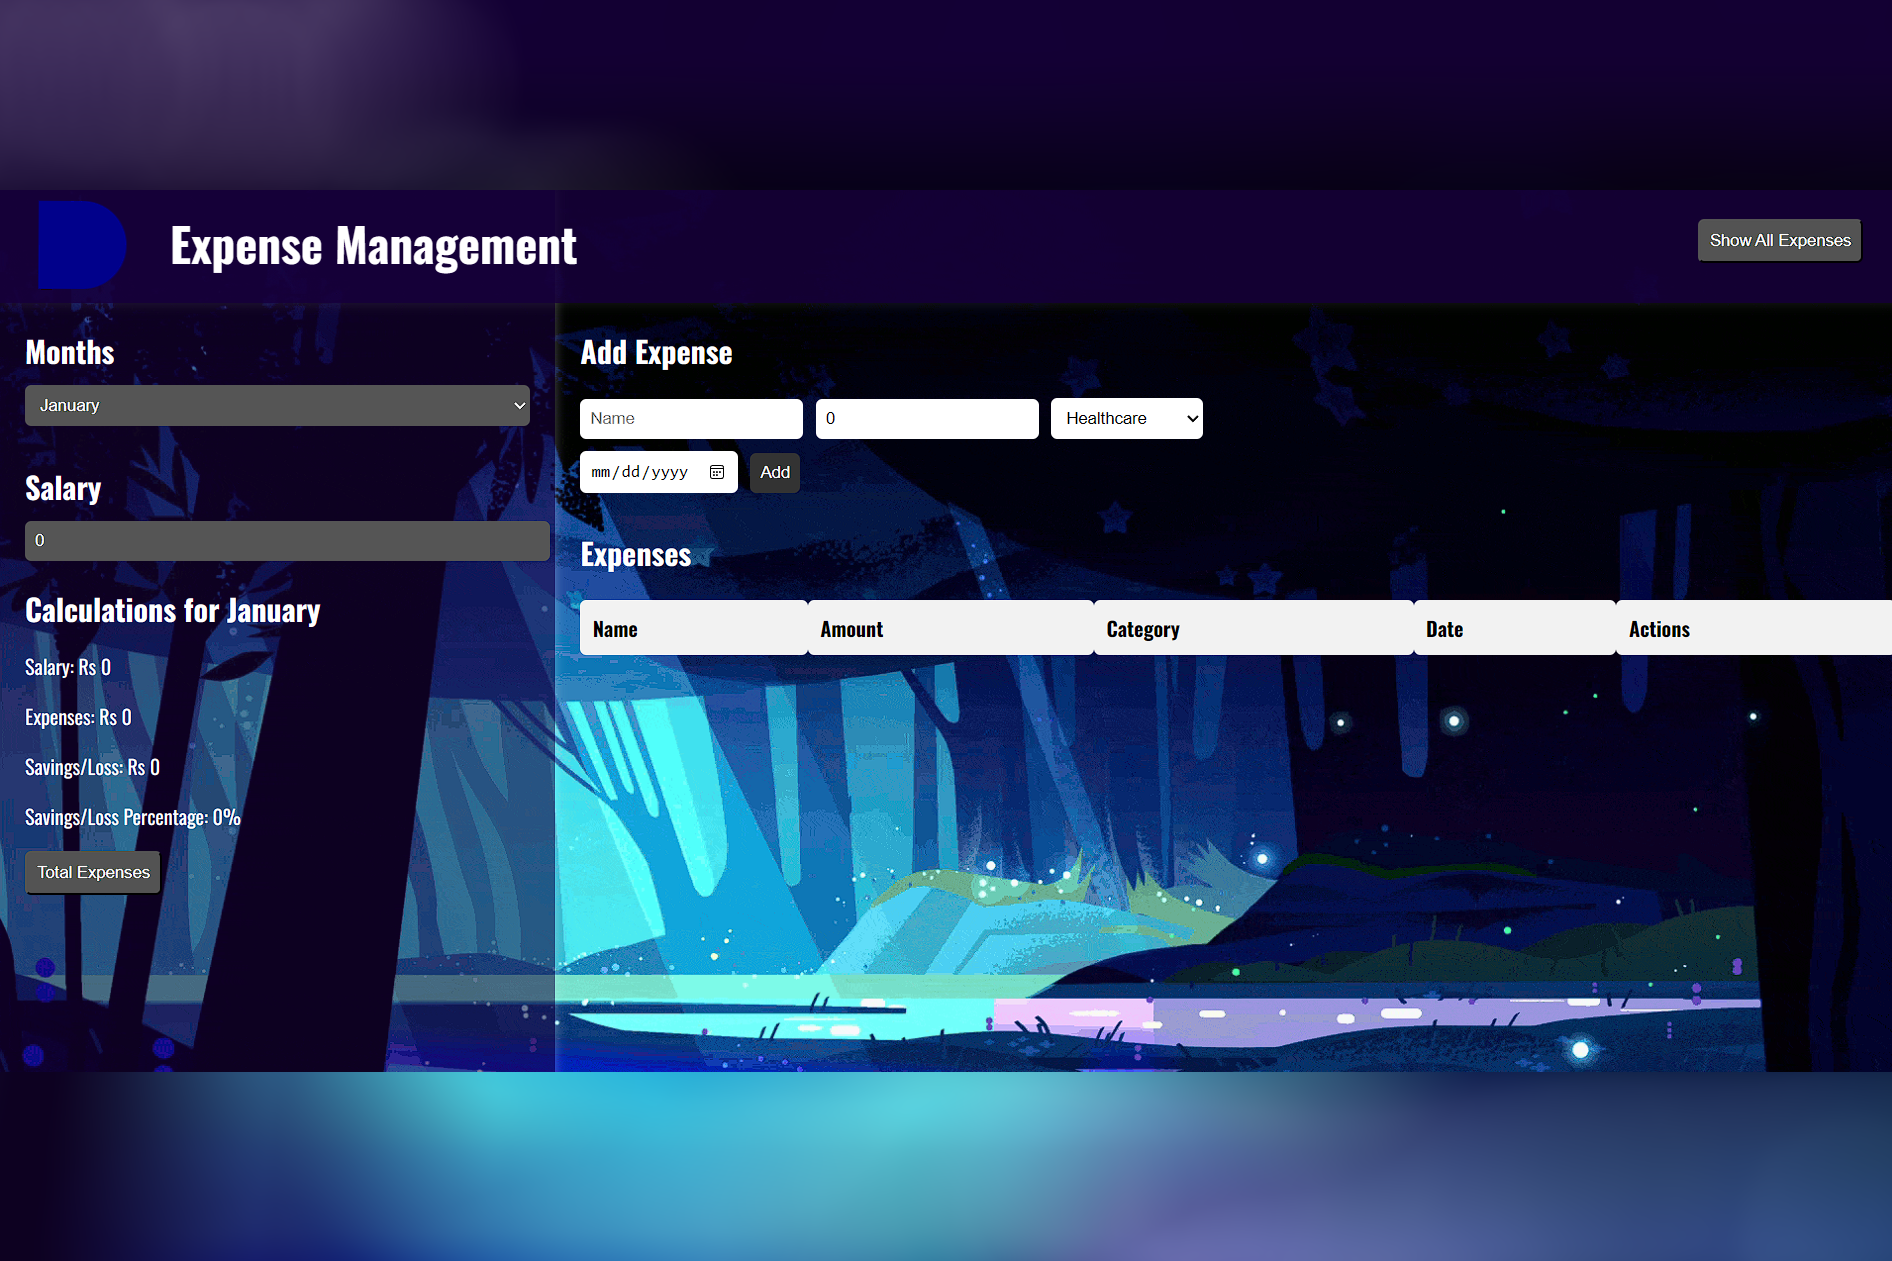 Expense Management
Show All Expenses
Months
January
Salary
0
Calculations for January
Salary: Rs 0
Expenses: Rs 0
Savings/Loss: Rs 0
Savings/Loss Percentage: 0%
Total Expenses
Add Expense
Name 0 Healthcare
mm/dd/yyyy Add
Expenses
Name Amount Category Date Actions